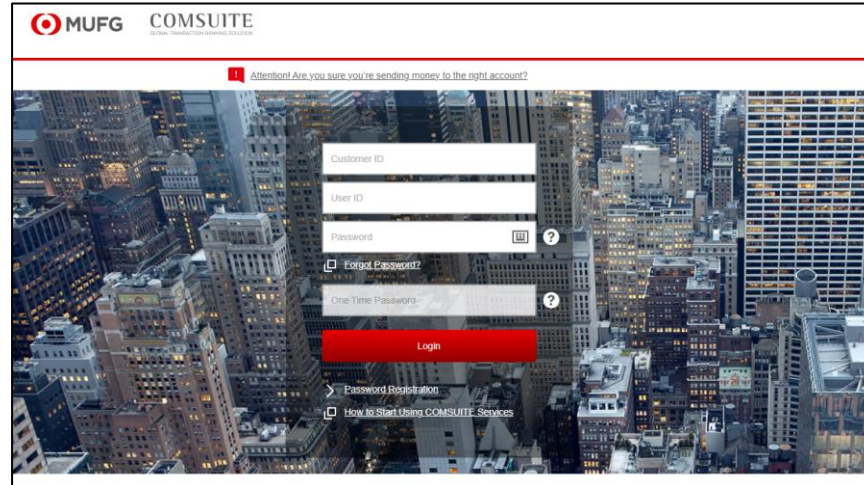 MUFG COMSUITE
GLOBAL TRANSACTION BANKING SOLUTION
! Attention! Are you sure you're sending money to the right account?
Customer ID
User ID
Password
?
Forgot Password?
One Time Password
?
Login
Password Registration
How to Start Using COMSUITE Services